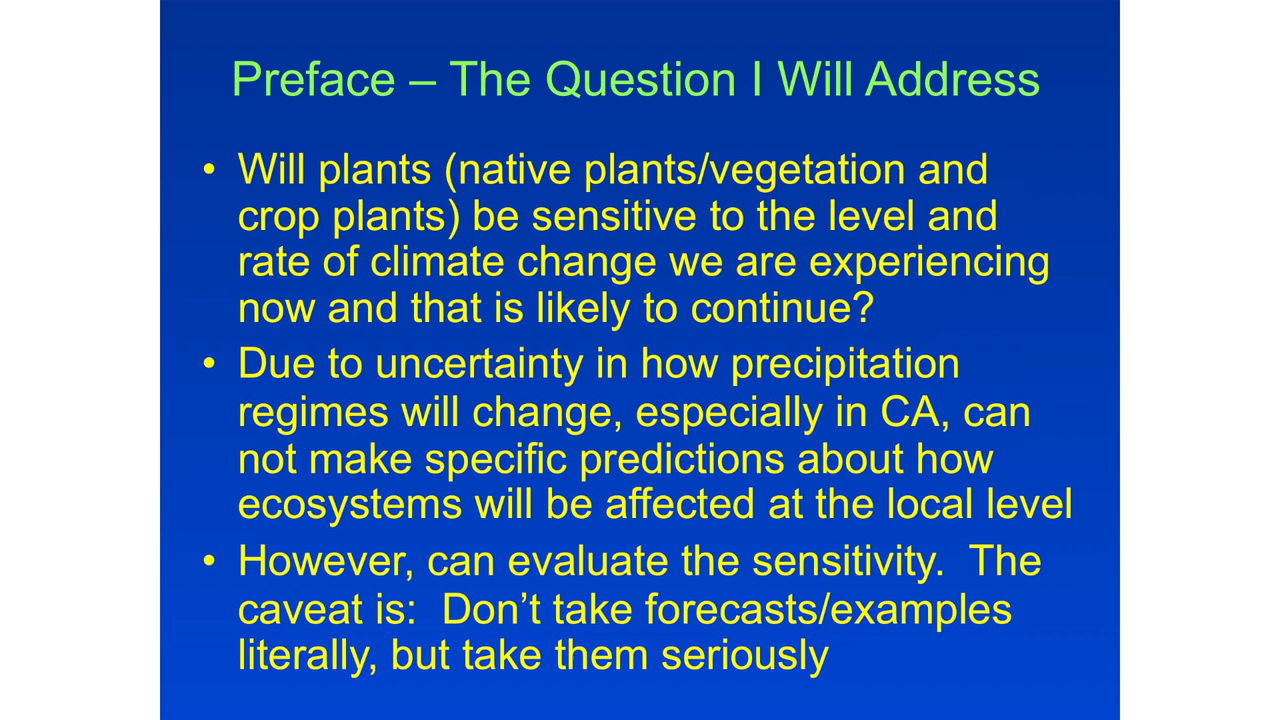 Preface – The Question I Will Address
• Will plants (native plants/vegetation and
crop plants) be sensitive to the level and
rate of climate change we are experiencing
now and that is likely to continue?
• Due to uncertainty in how precipitation
regimes will change, especially in CA, can
not make specific predictions about how
ecosystems will be affected at the local level
• However, can evaluate the sensitivity.  The
caveat is:  Don’t take forecasts/examples
literally, but take them seriously